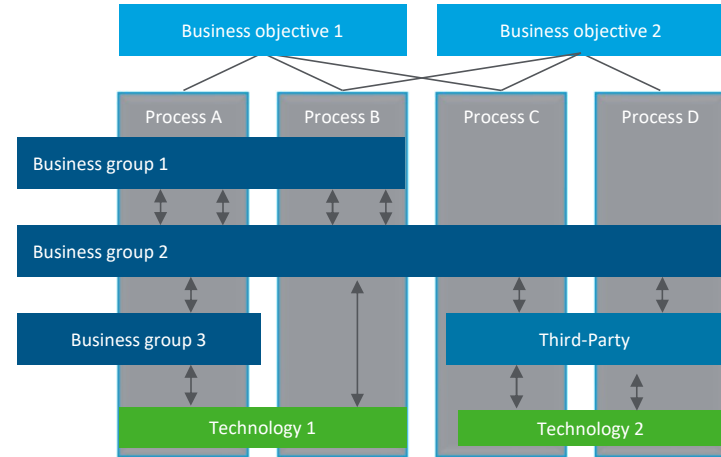 Business objective 1
Business objective 2
Process A
Process B
Process C
Process D
Business group 1
Business group 2
Business group 3
Third-Party
Technology 1
Technology 2